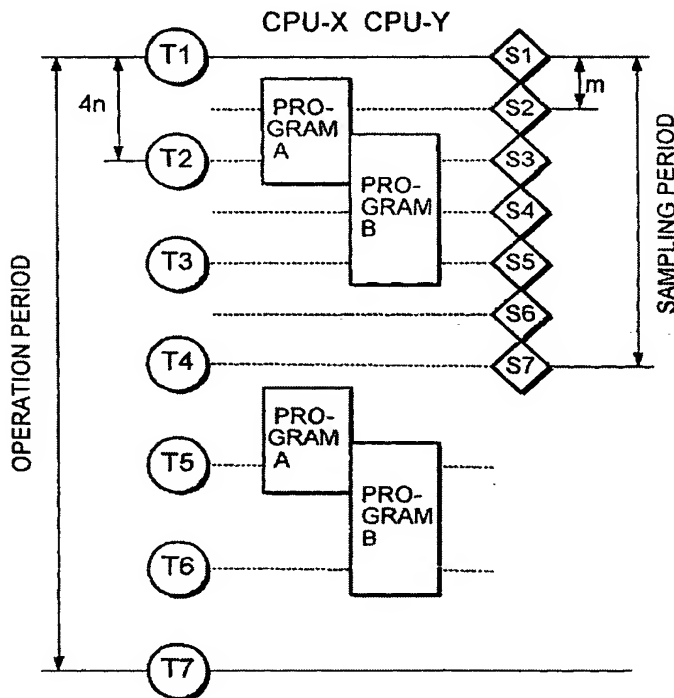 CPU-X CPU-Y
T1
S1
4n
m
PRO-
GRAM
A
S2
T2
PRO-
GRAM
B
S3
S4
T3
S5
S6
T4
S7
OPERATION PERIOD
SAMPLING PERIOD
PRO-
GRAM
A
T5
PRO-
GRAM
B
T6
T7